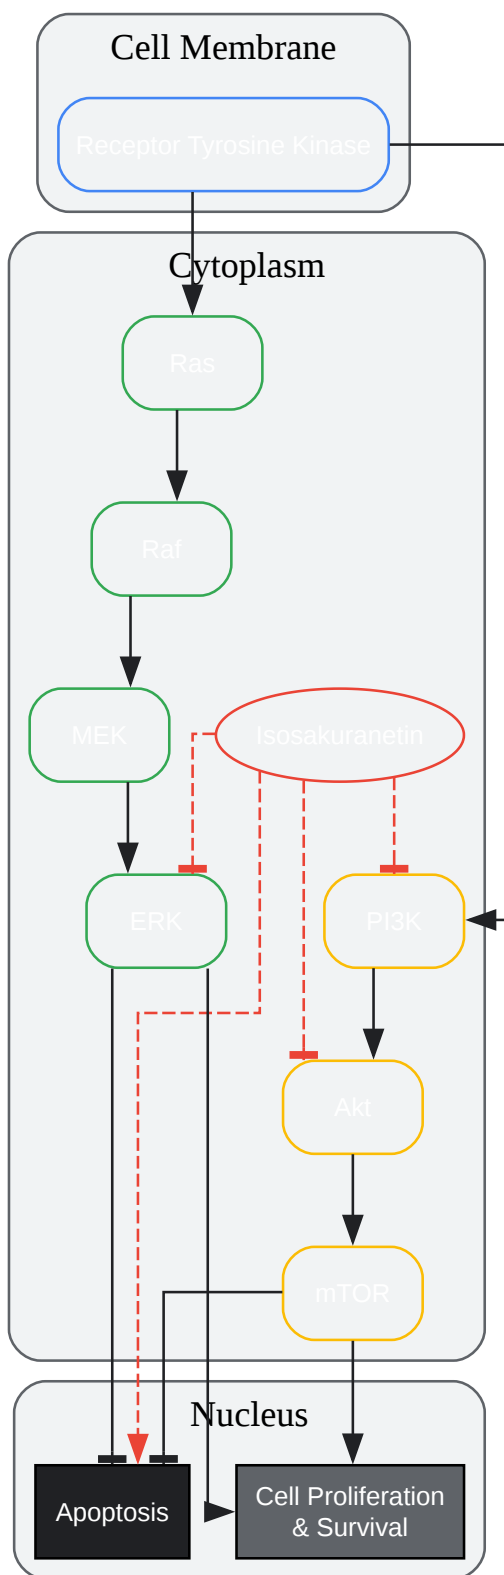 Cell Membrane
Receptor Tyrosine Kinase
Cytoplasm
Ras
Raf
MEK
Isosakuranetin
ERK
PI3K
Akt
mTOR
Nucleus
Apoptosis
Cell Proliferation
& Survival